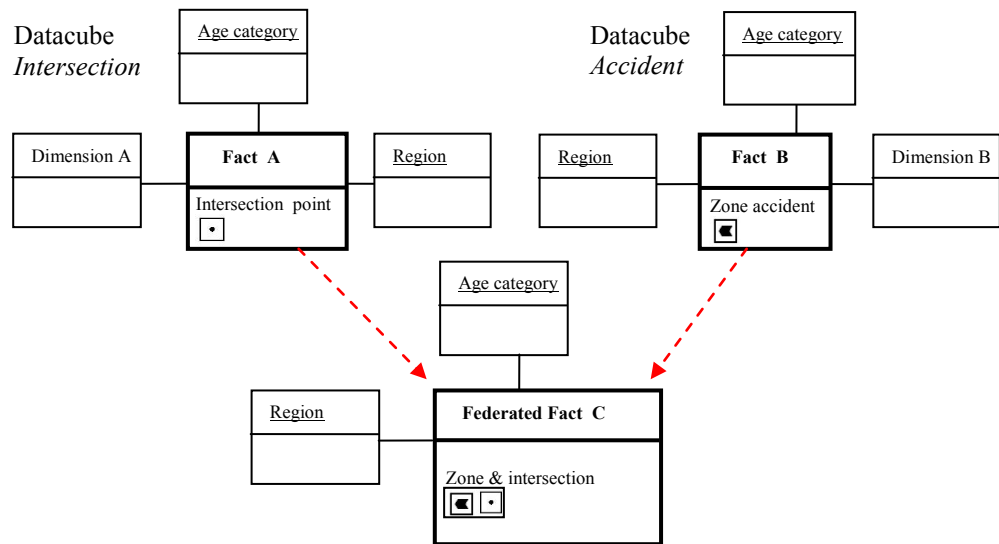 Datacube
Intersection
Age category
Datacube
Accident
Age category
Dimension A
Fact A
Region
Intersection point
Region
Fact B
Dimension B
Zone accident
Age category
Region
Federated Fact C
Zone & intersection